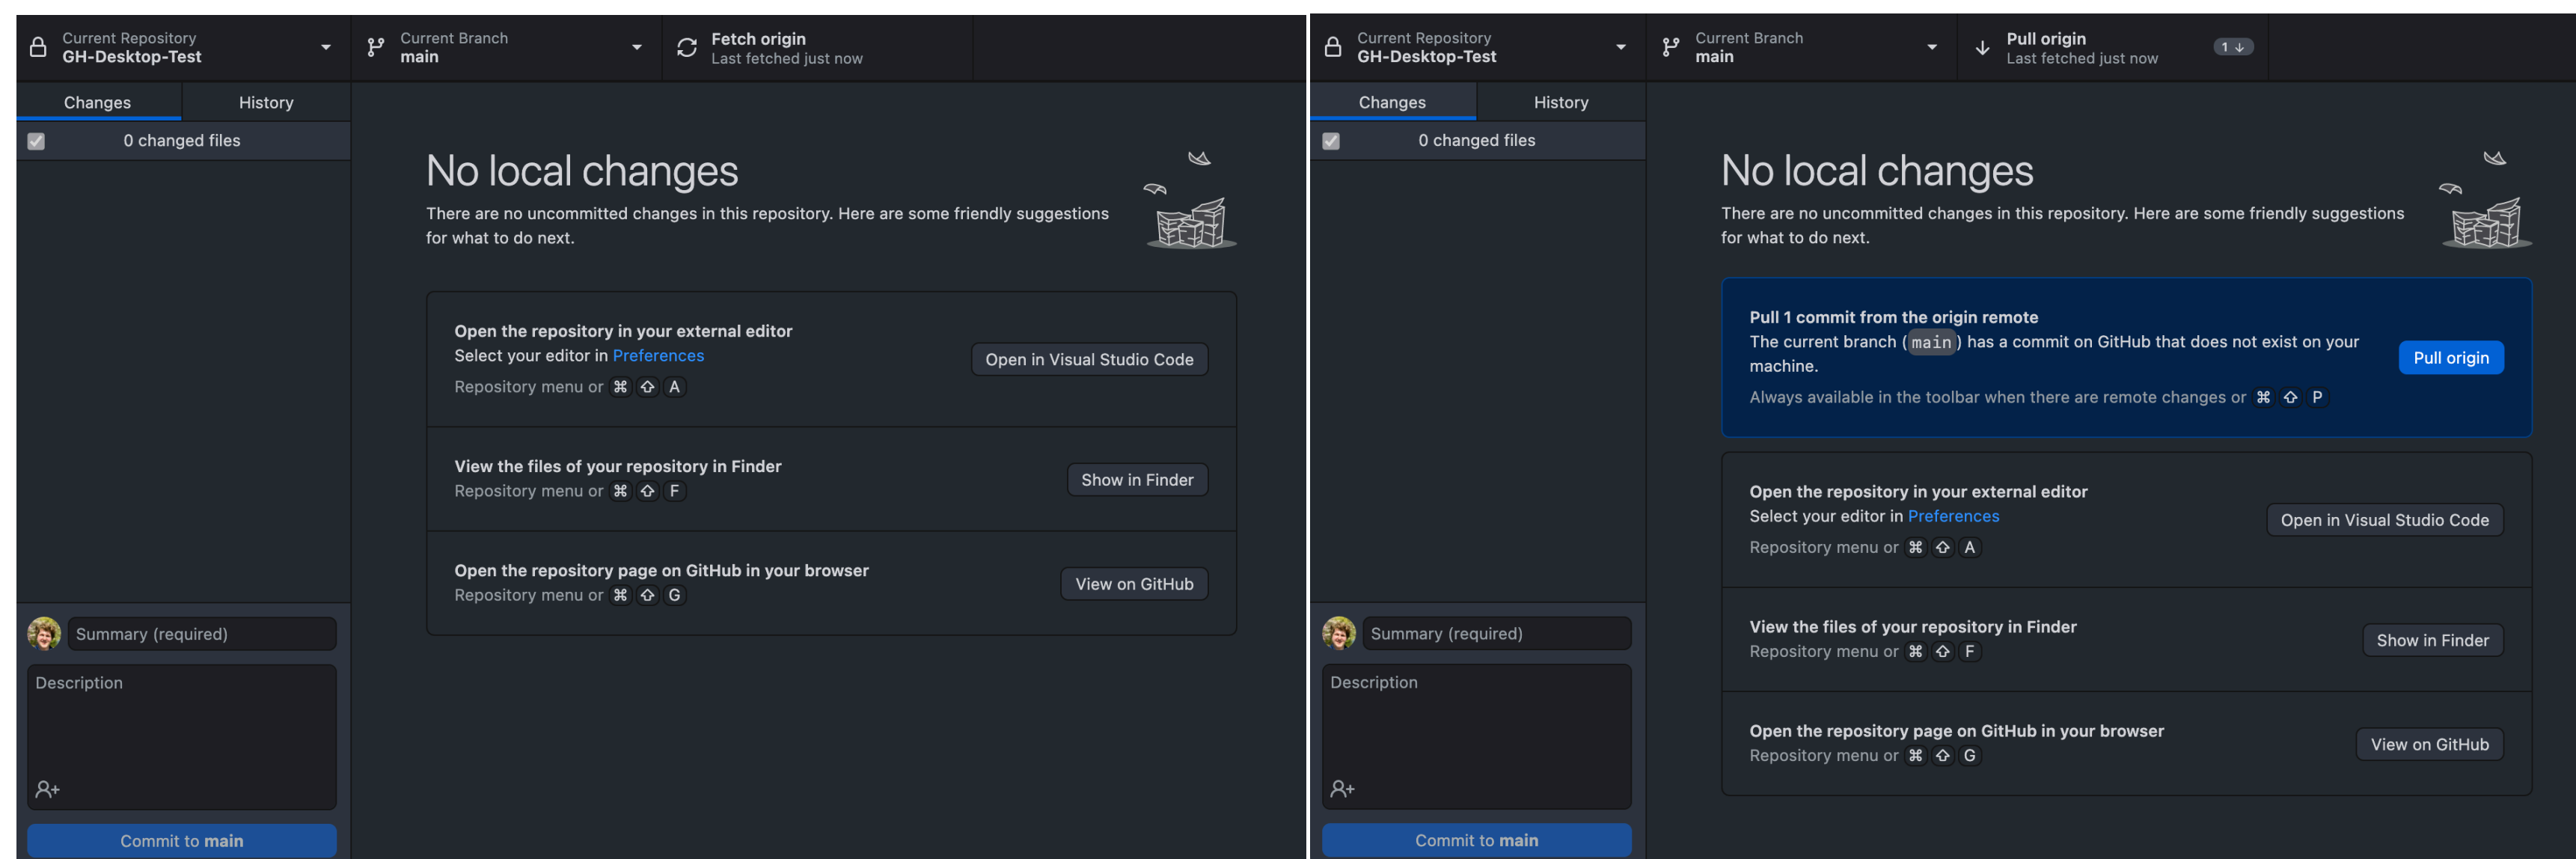 Current Repository
GH-Desktop-Test
Current Branch
main
Fetch origin
Last fetched just now
Changes
History
0 changed files
No local changes
There are no uncommitted changes in this repository. Here are some friendly suggestions
for what to do next.
Open the repository in your external editor
Select your editor in Preferences
Repository menu or ⌘ ⇧ A
Open in Visual Studio Code
View the files of your repository in Finder
Repository menu or ⌘ ⇧ F
Show in Finder
Open the repository page on GitHub in your browser
Repository menu or ⌘ ⇧ G
View on GitHub
Summary (required)
Description
Commit to main
Current Repository
GH-Desktop-Test
Current Branch
main
Pull origin
Last fetched just now
1 ↓
Changes
History
0 changed files
No local changes
There are no uncommitted changes in this repository. Here are some friendly suggestions
for what to do next.
Pull 1 commit from the origin remote
The current branch (main) has a commit on GitHub that does not exist on your
machine.
Always available in the toolbar when there are remote changes or ⌘ ⇧ P
Pull origin
Open the repository in your external editor
Select your editor in Preferences
Repository menu or ⌘ ⇧ A
Open in Visual Studio Code
View the files of your repository in Finder
Repository menu or ⌘ ⇧ F
Show in Finder
Open the repository page on GitHub in your browser
Repository menu or ⌘ ⇧ G
View on GitHub
Summary (required)
Description
Commit to main